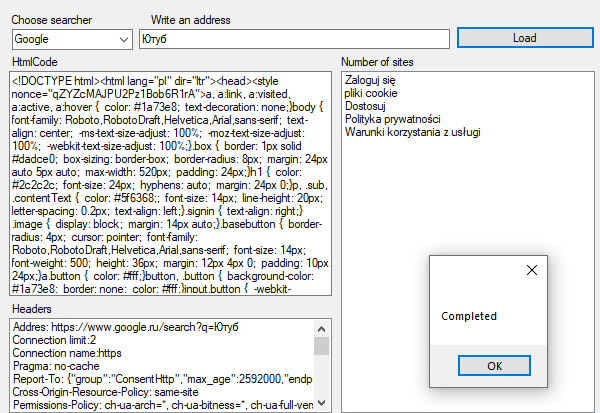 Choose searcher
Write an address
Google
Ютуб
Load
HtmlCode
<!DOCTYPE html><html lang="pl" dir="ltr"><head><style
nonce="qZYZcMAJPU2Pz1Bob6R1rA">a, a:link, a:visited,
a:active, a:hover { color: #1a73e8; text-decoration: none;}body {
font-family: Roboto,RobotoDraft,Helvetica,Arial,sans-serif; text-
align: center; -ms-text-size-adjust: 100%; -moz-text-size-adjust:
100%; -webkit-text-size-adjust: 100%;}.box { border: 1px solid
#dadce0; box-sizing: border-box; border-radius: 8px; margin: 24px
auto 5px auto; max-width: 520px; padding: 24px;}h1 { color:
#2c2c2c; font-size: 24px; hyphens: auto; margin: 24px 0;}p, .sub,
.contentText { color: #5f6368;; font-size: 14px; line-height: 20px;
letter-spacing: 0.2px; text-align: left;}.signin { text-align: right;}
.image { display: block; margin: 14px auto;}.basebutton { border-
radius: 4px; cursor: pointer; font-family:
Roboto,RobotoDraft,Helvetica,Arial,sans-serif; font-size: 14px;
font-weight: 500; height: 36px; margin: 12px 4px 0; padding: 10px
24px;}a.button { color: #fff;}button, .button { background-color:
#1a73e8; border: none; color: #fff;}input.button { -webkit-
Number of sites
Zaloguj się
pliki cookie
Dostosuj
Polityka prywatności
Warunki korzystania z usługi
Completed
OK
Headers
Addres: https://www.google.ru/search?q=Ютуб
Connection limit:2
Connection name:https
Pragma: no-cache
Report-To: {"group":"ConsentHttp","max_age":2592000,"endp
Cross-Origin-Resource-Policy: same-site
Permissions-Policy: ch-ua-arch=*, ch-ua-bitness=*, ch-ua-full-ver